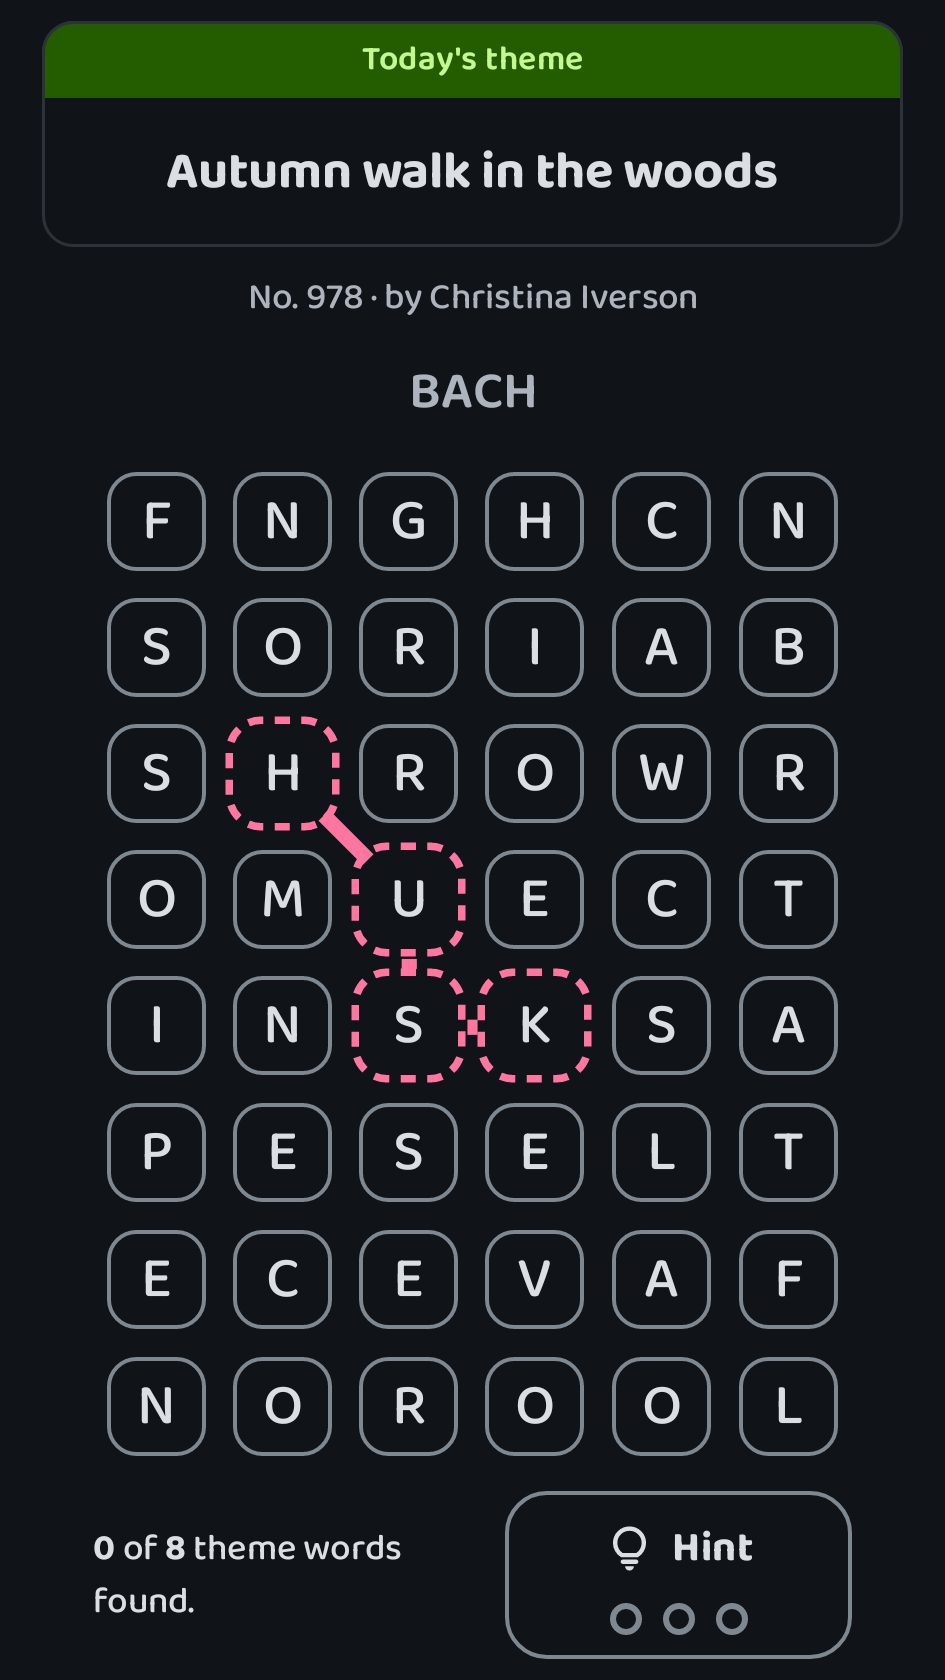 Today's theme
Autumn walk in the woods
No. 978 · by Christina Iverson
BACH
F N G H C N
S O R I A B
S H R O W R
O M U E C T
I N S K S A
P E S E L T
E C E V A F
N O R O O L
0 of 8 theme words
found.
Hint